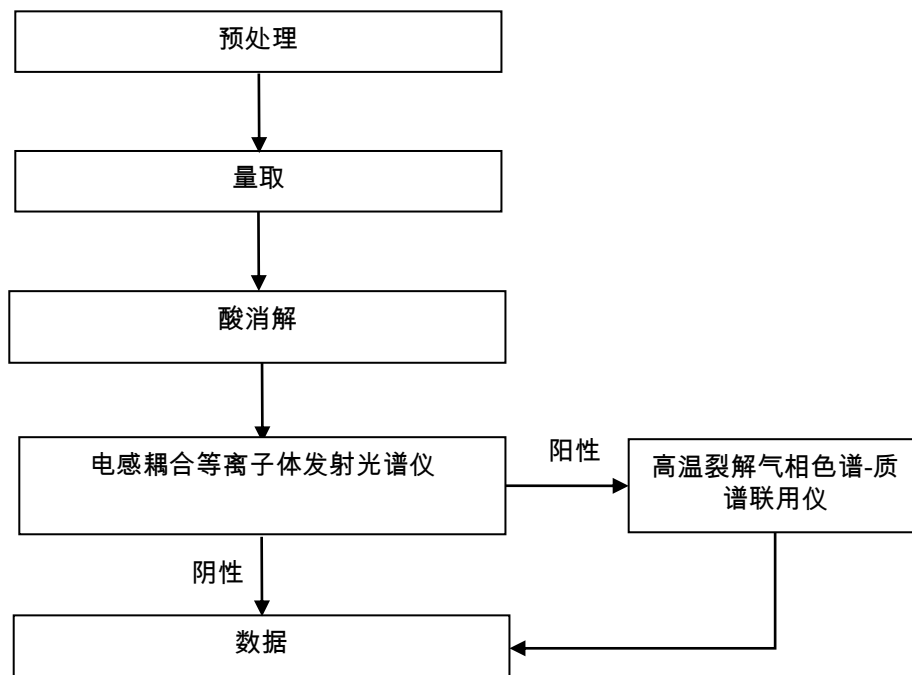 预处理
量取
酸消解
电感耦合等离子体发射光谱仪
阳性
高温裂解气相色谱-质
谱联用仪
阴性
数据